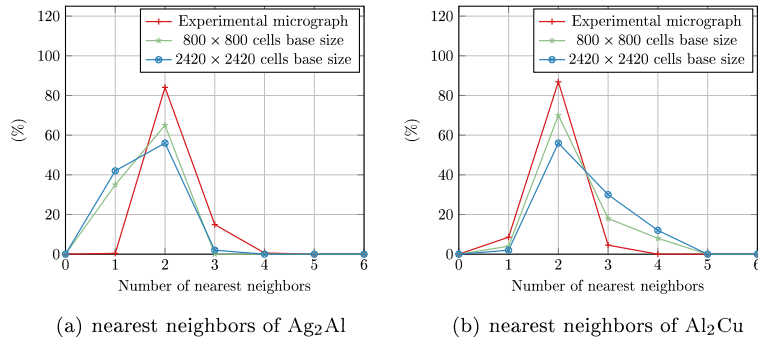 120
100
80
60
40
20
0
(%)
Experimental micrograph
800 × 800 cells base size
2420 × 2420 cells base size
0 1 2 3 4 5 6
Number of nearest neighbors
(a) nearest neighbors of Ag₂Al
120
100
80
60
40
20
0
(%)
Experimental micrograph
800 × 800 cells base size
2420 × 2420 cells base size
0 1 2 3 4 5 6
Number of nearest neighbors
(b) nearest neighbors of Al₂Cu